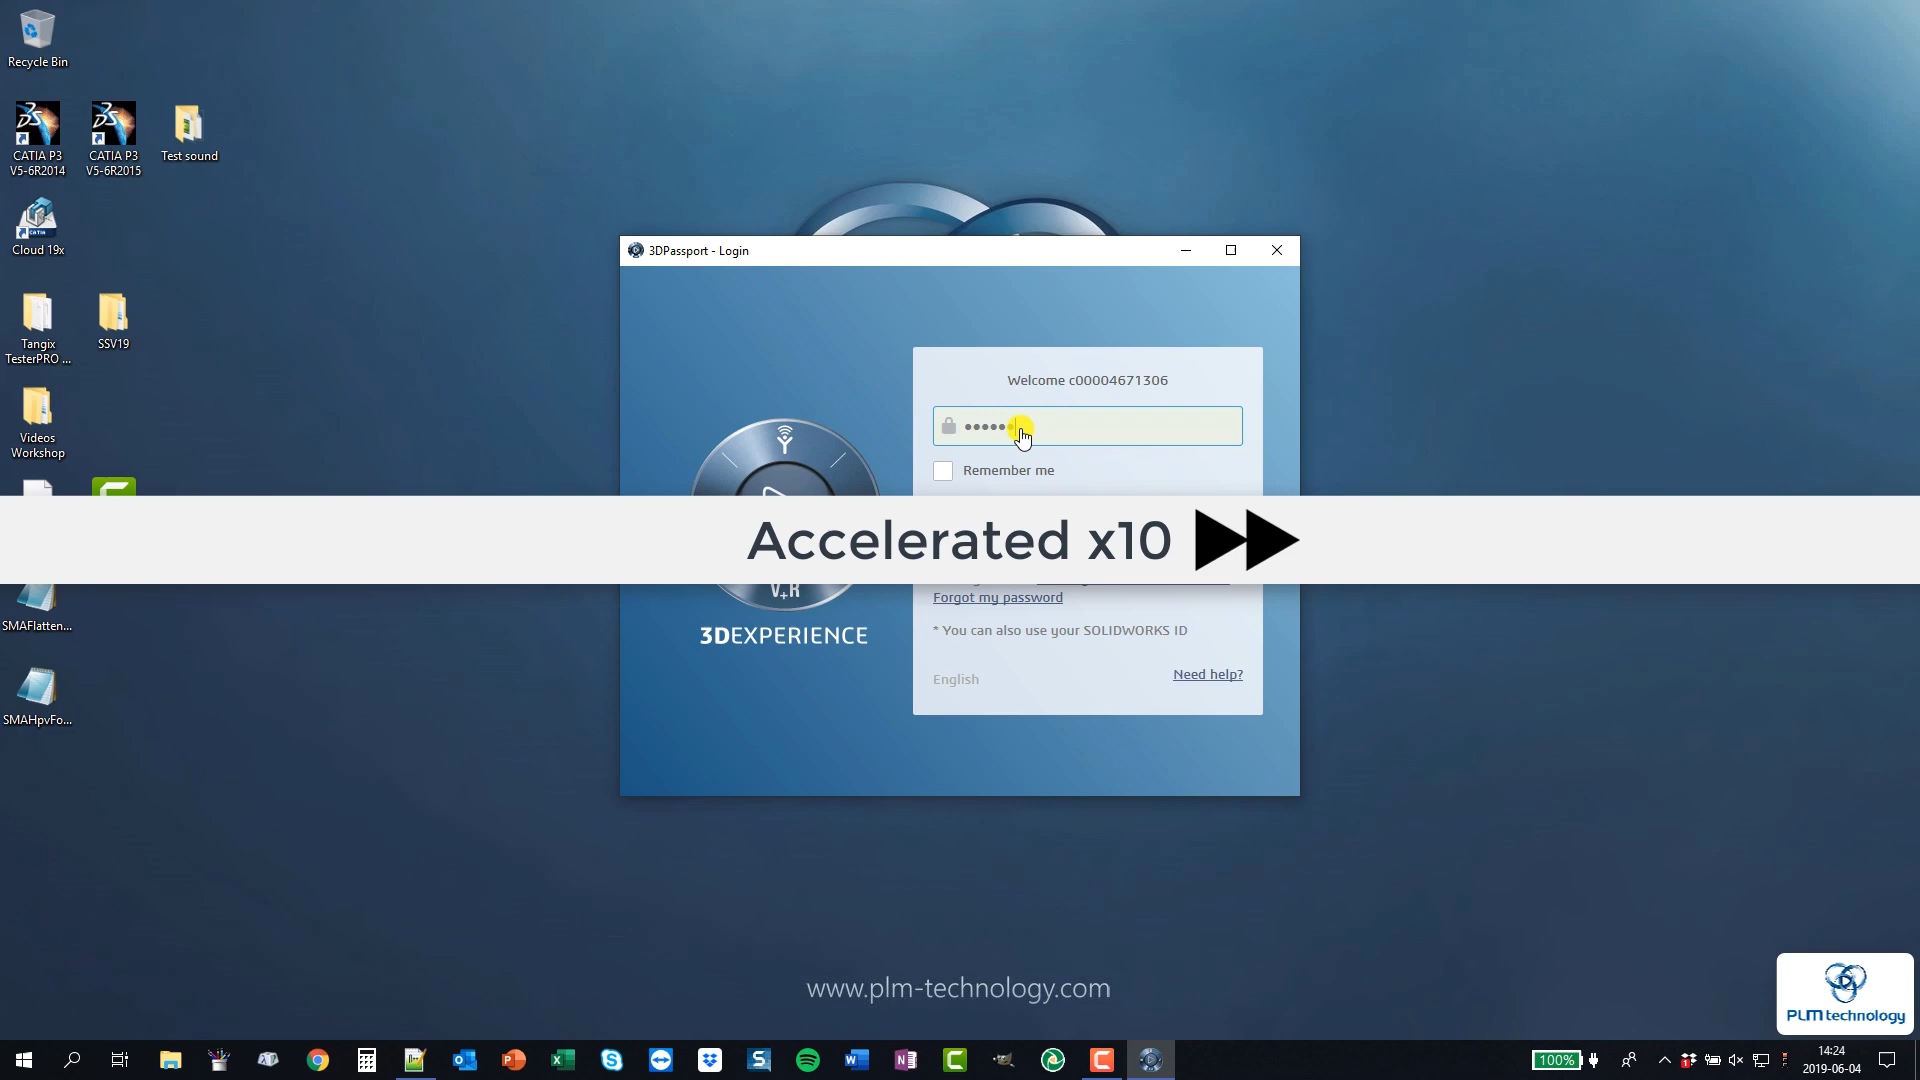 Recycle Bin
CATIA P3
V5-6R2014
CATIA P3
V5-6R2015
Test sound
Cloud 19x
Tangix
TesterPRO ...
SSV19
Videos
Workshop
SMAFlatten...
SMAHpvFo...
3DPassport - Login
Welcome c00004671306
Remember me
Accelerated x10
V+R
3DEXPERIENCE
Forgot my password
* You can also use your SOLIDWORKS ID
English
Need help?
www.plm-technology.com
PLM technology
100%
14:24
2019-06-04